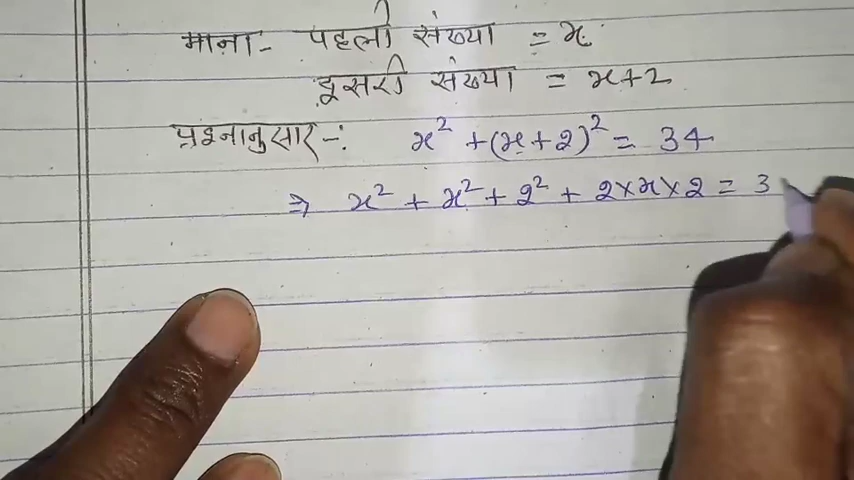 माना- पहली संख्या = x
दूसरी संख्या = x+2
प्रश्नानुसार-: x² + (x + 2)² = 34
⇒ x² + x² + 2² + 2×x×2 = 3